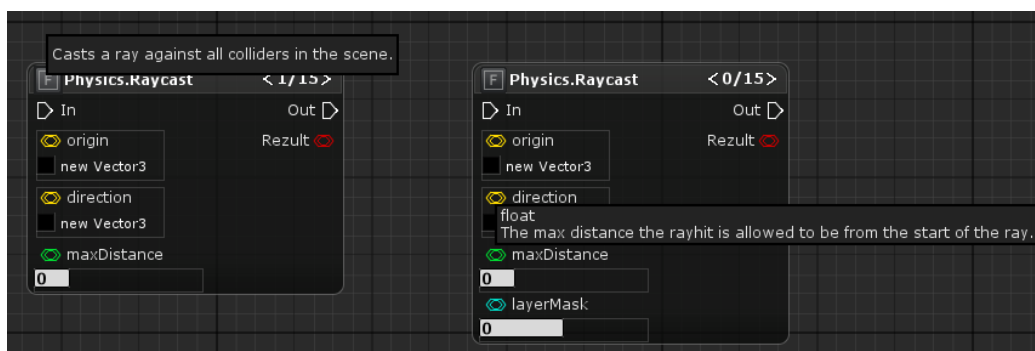 Casts a ray against all colliders in the scene.
F Physics.Raycast <1/15>
In Out
origin Rezult
new Vector3
direction
new Vector3
maxDistance
0
F Physics.Raycast <0/15>
In Out
origin Rezult
new Vector3
direction
float
The max distance the rayhit is allowed to be from the start of the ray.
maxDistance
0
layerMask
0